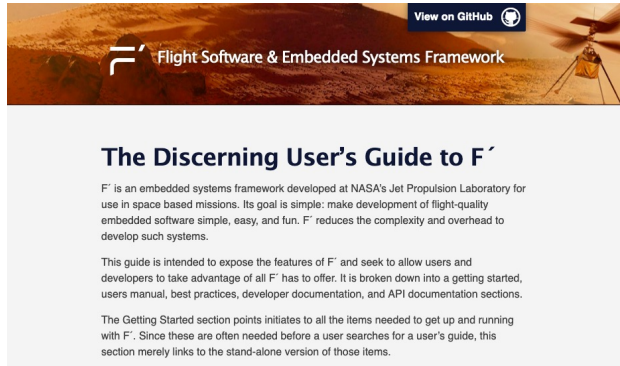 View on GitHub
F´ Flight Software & Embedded Systems Framework
The Discerning User's Guide to F´
F´ is an embedded systems framework developed at NASA's Jet Propulsion Laboratory for
use in space based missions. Its goal is simple: make development of flight-quality
embedded software simple, easy, and fun. F´ reduces the complexity and overhead to
develop such systems.
This guide is intended to expose the features of F´ and seek to allow users and
developers to take advantage of all F´ has to offer. It is broken down into a getting started,
users manual, best practices, developer documentation, and API documentation sections.
The Getting Started section points initiates to all the items needed to get up and running
with F´. Since these are often needed before a user searches for a user's guide, this
section merely links to the stand-alone version of those items.